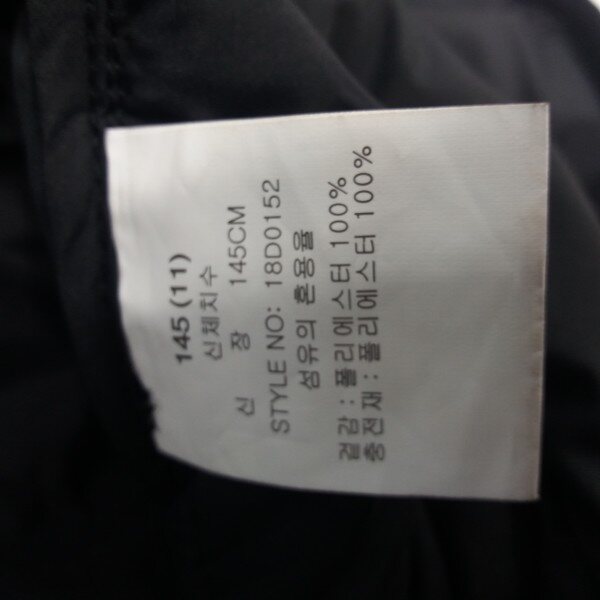 145 (11)
신체치수
신 장 145CM
STYLE NO: 18D0152
섬유의 혼용율
겉감 : 폴리에스터 100%
충전재 : 폴리에스터 100%